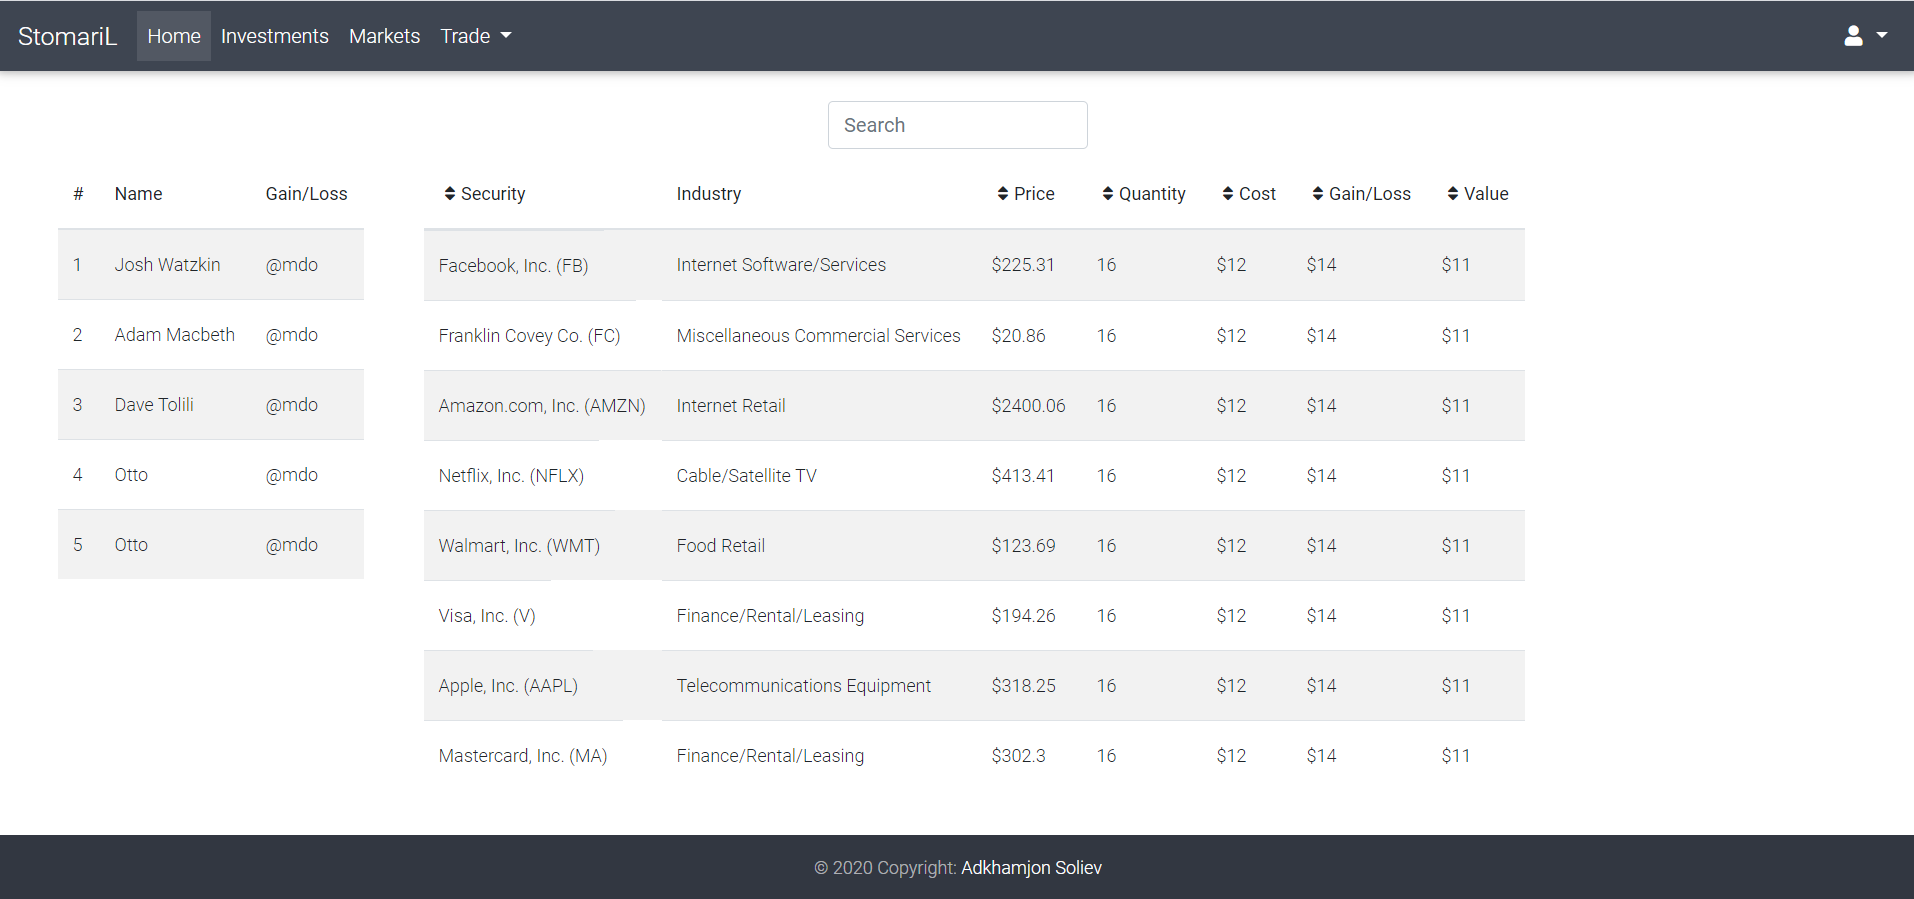 StomariL Home Investments Markets Trade
Search
# Name Gain/Loss
1 Josh Watzkin @mdo
2 Adam Macbeth @mdo
3 Dave Tolili @mdo
4 Otto @mdo
5 Otto @mdo
Security Industry Price Quantity Cost Gain/Loss Value
Facebook, Inc. (FB) Internet Software/Services $225.31 16 $12 $14 $11
Franklin Covey Co. (FC) Miscellaneous Commercial Services $20.86 16 $12 $14 $11
Amazon.com, Inc. (AMZN) Internet Retail $2400.06 16 $12 $14 $11
Netflix, Inc. (NFLX) Cable/Satellite TV $413.41 16 $12 $14 $11
Walmart, Inc. (WMT) Food Retail $123.69 16 $12 $14 $11
Visa, Inc. (V) Finance/Rental/Leasing $194.26 16 $12 $14 $11
Apple, Inc. (AAPL) Telecommunications Equipment $318.25 16 $12 $14 $11
Mastercard, Inc. (MA) Finance/Rental/Leasing $302.3 16 $12 $14 $11
© 2020 Copyright: Adkhamjon Soliev